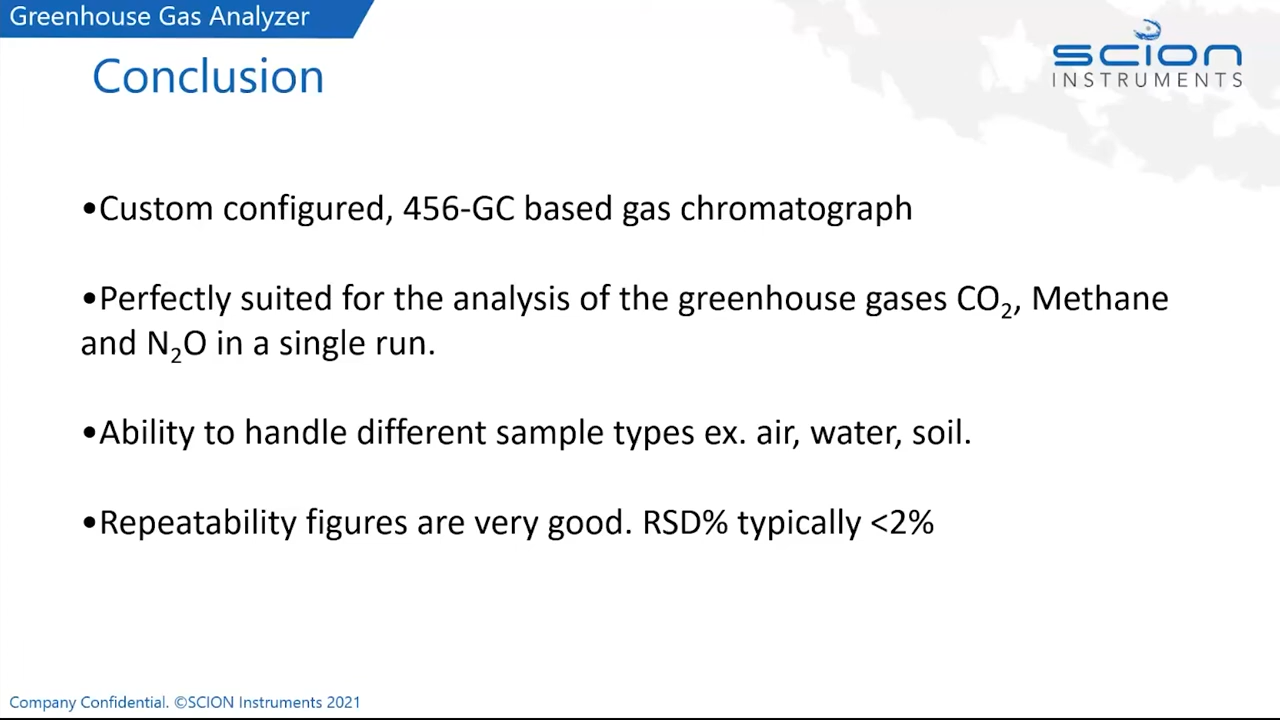 Greenhouse Gas Analyzer
scion
INSTRUMENTS
Conclusion
•Custom configured, 456-GC based gas chromatograph
•Perfectly suited for the analysis of the greenhouse gases CO₂, Methane
and N₂O in a single run.
•Ability to handle different sample types ex. air, water, soil.
•Repeatability figures are very good. RSD% typically <2%
Company Confidential. ©SCION Instruments 2021